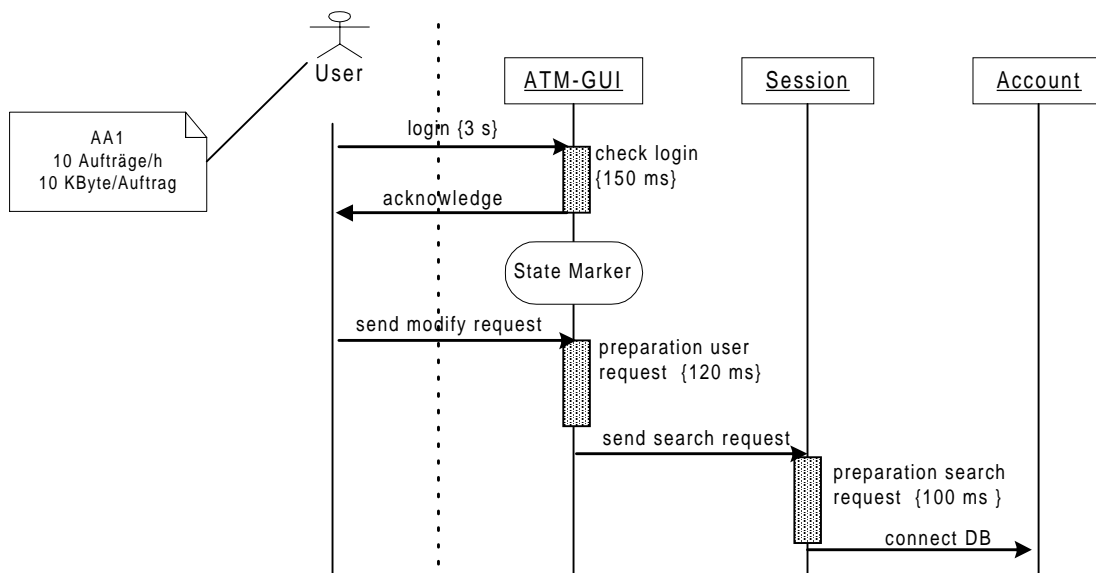 User
ATM-GUI
Session
Account
AA1
10 Aufträge/h
10 KByte/Auftrag
login {3 s}
check login
{150 ms}
acknowledge
State Marker
send modify request
preparation user
request {120 ms}
send search request
preparation search
request {100 ms }
connect DB